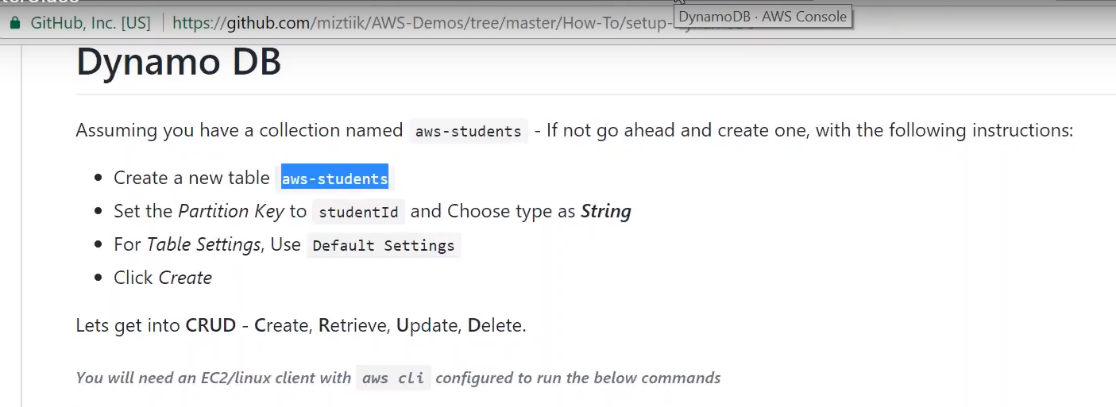 GitHub, Inc. [US] https://github.com/miztiik/AWS-Demos/tree/master/How-To/setup-
DynamoDB - AWS Console
Dynamo DB
Assuming you have a collection named aws-students - If not go ahead and create one, with the following instructions:
• Create a new table aws-students
• Set the Partition Key to studentId and Choose type as String
• For Table Settings, Use Default Settings
• Click Create
Lets get into CRUD - Create, Retrieve, Update, Delete.
You will need an EC2/linux client with aws cli configured to run the below commands